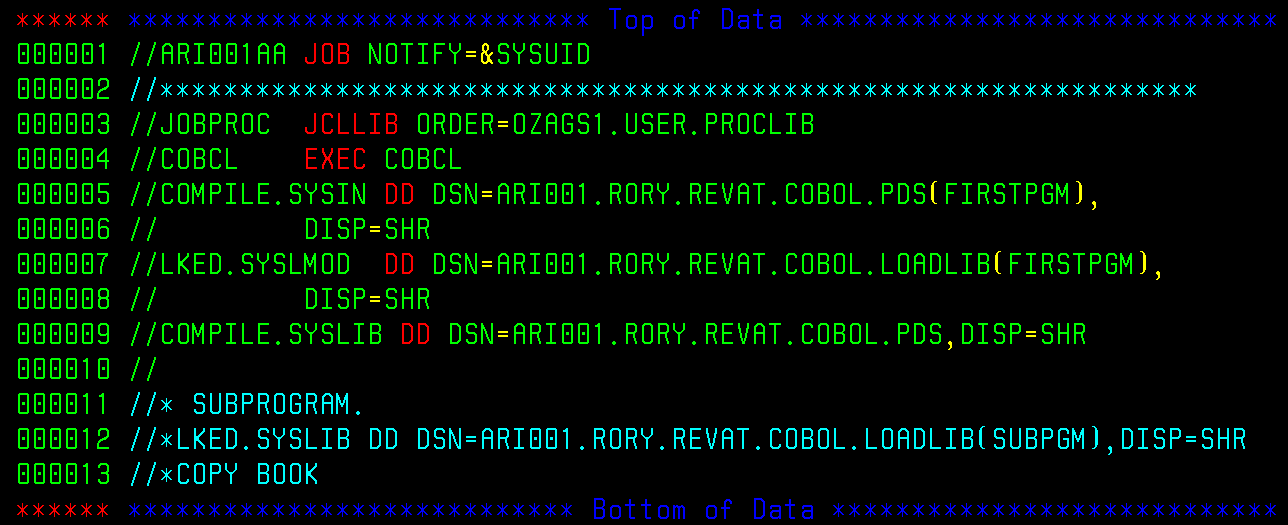 ****** ***************************** Top of Data ******************************
000001 //ARI001AA JOB NOTIFY=&SYSUID
000002 //*****************************************************************
000003 //JOBPROC  JCLLIB ORDER=OZAGS1.USER.PROCLIB
000004 //COBCL    EXEC COBCL
000005 //COMPILE.SYSIN DD DSN=ARI001.RORY.REVAT.COBOL.PDS(FIRSTPGM),
000006 //         DISP=SHR
000007 //LKED.SYSLMOD  DD DSN=ARI001.RORY.REVAT.COBOL.LOADLIB(FIRSTPGM),
000008 //         DISP=SHR
000009 //COMPILE.SYSLIB DD DSN=ARI001.RORY.REVAT.COBOL.PDS,DISP=SHR
000010 //
000011 //* SUBPROGRAM.
000012 //*LKED.SYSLIB DD DSN=ARI001.RORY.REVAT.COBOL.LOADLIB(SUBPGM),DISP=SHR
000013 //*COPY BOOK
****** **************************** Bottom of Data ****************************